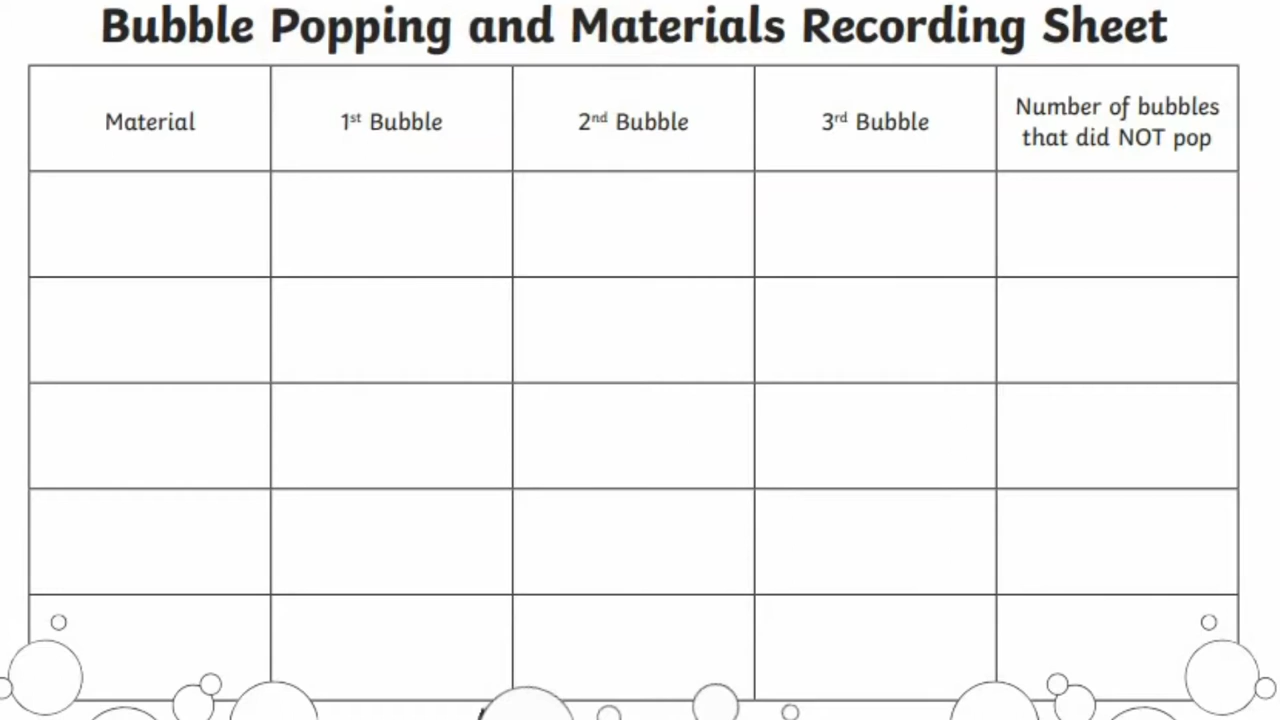 Bubble Popping and Materials Recording Sheet
Material
1st Bubble
2nd Bubble
3rd Bubble
Number of bubbles
that did NOT pop